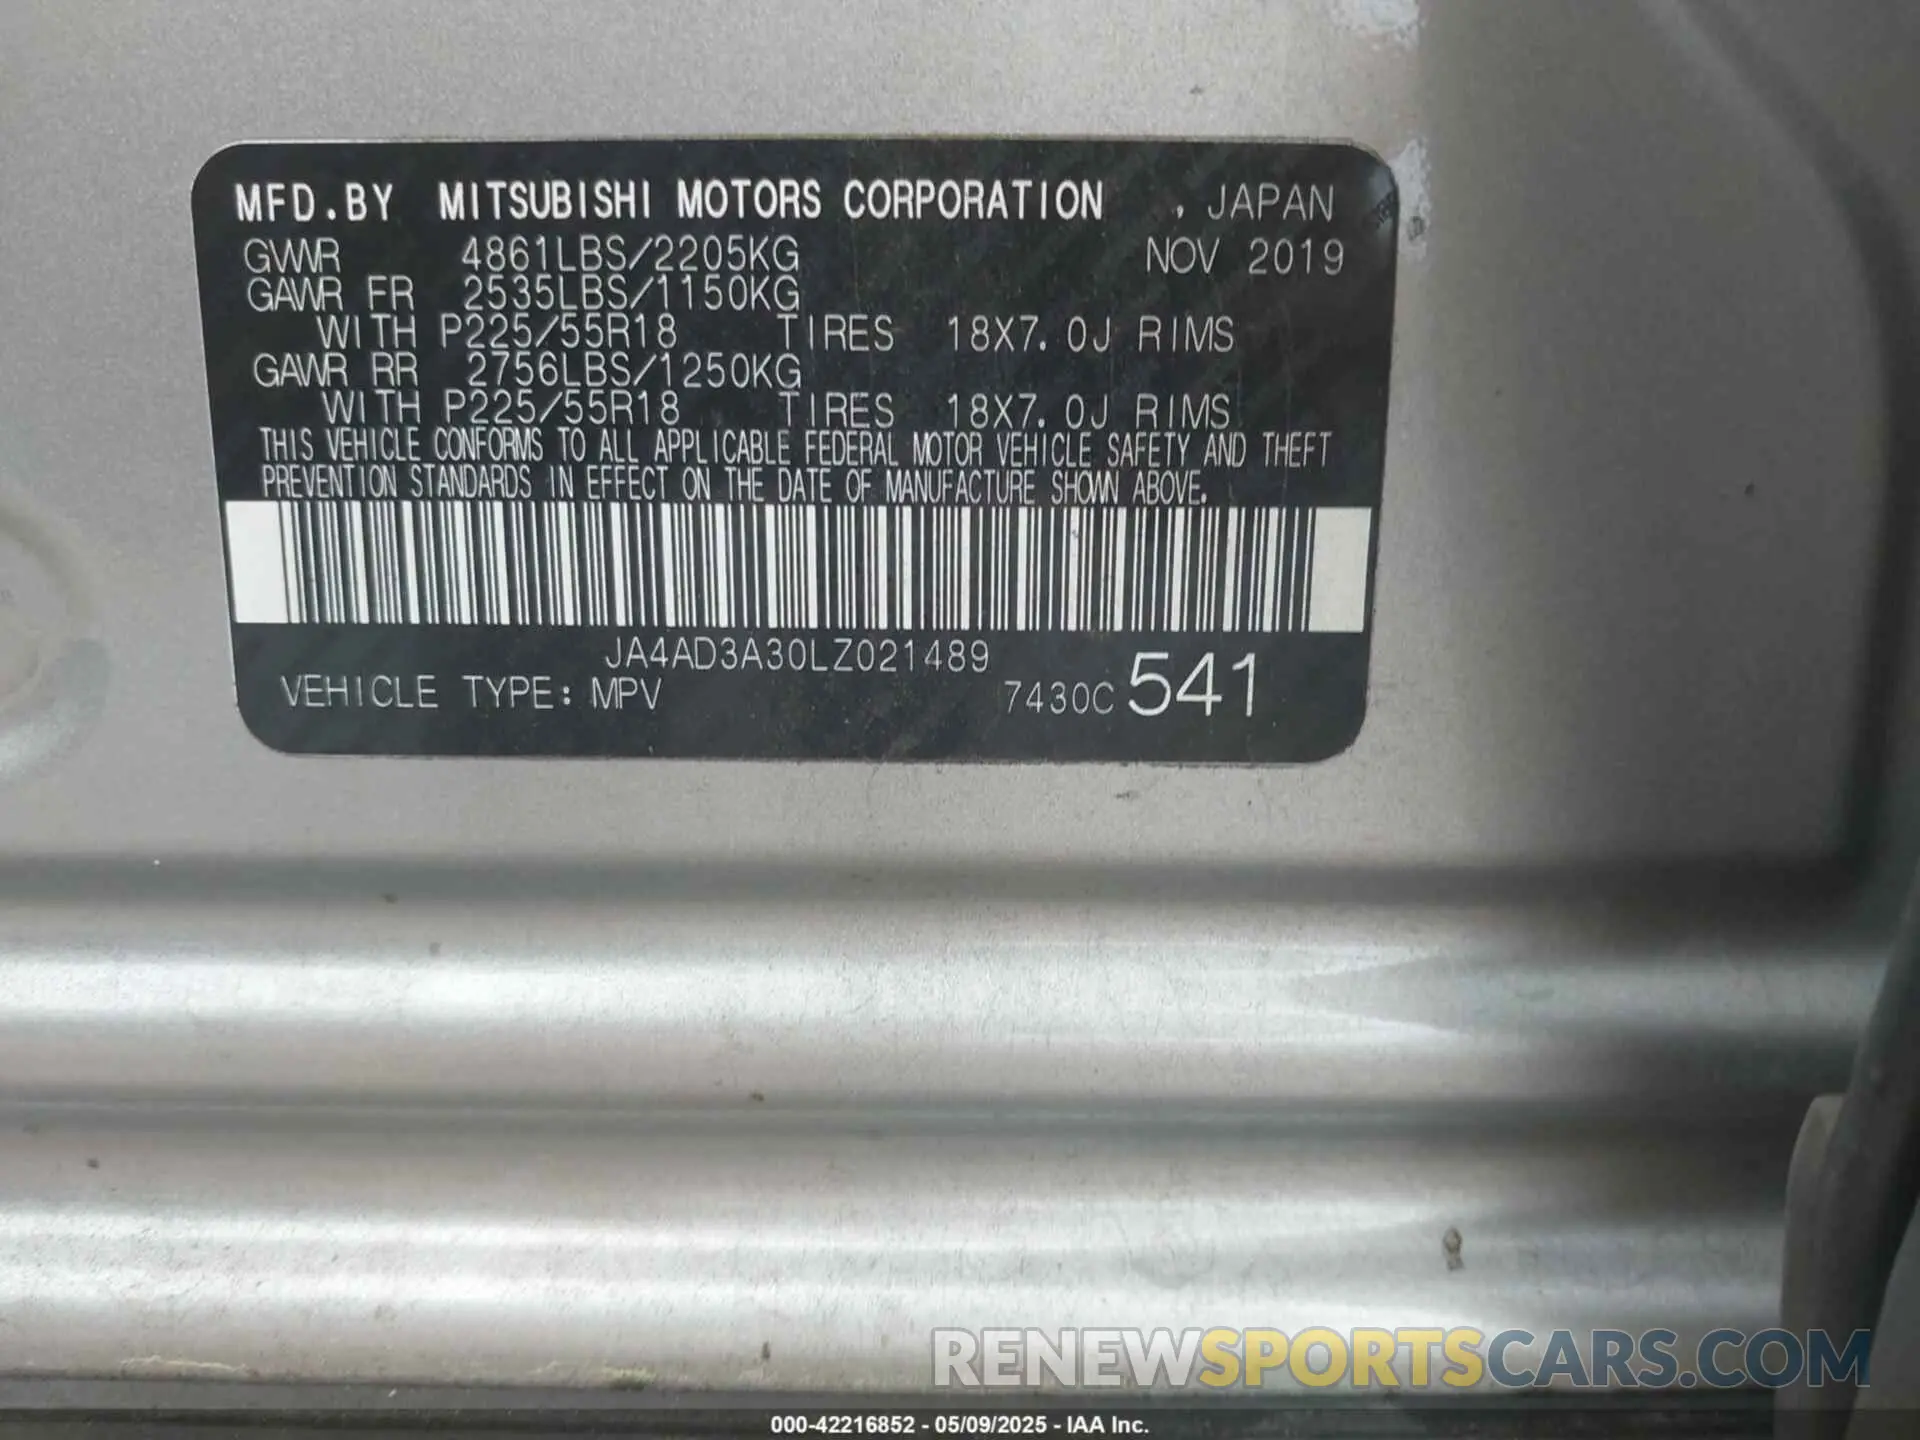 MFD.BY MITSUBISHI MOTORS CORPORATION , JAPAN
GVWR 4861LBS/2205KG NOV 2019
GAWR FR 2535LBS/1150KG
WITH P225/55R18 TIRES 18X7.0J RIMS
GAWR RR 2756LBS/1250KG
WITH P225/55R18 TIRES 18X7.0J RIMS
THIS VEHICLE CONFORMS TO ALL APPLICABLE FEDERAL MOTOR VEHICLE SAFETY AND THEFT
PREVENTION STANDARDS IN EFFECT ON THE DATE OF MANUFACTURE SHOWN ABOVE.
JA4AD3A30LZ021489
VEHICLE TYPE: MPV 7430C 541
RENEWSPORTSCARS.COM
000-42216852 - 05/09/2025 - IAA Inc.